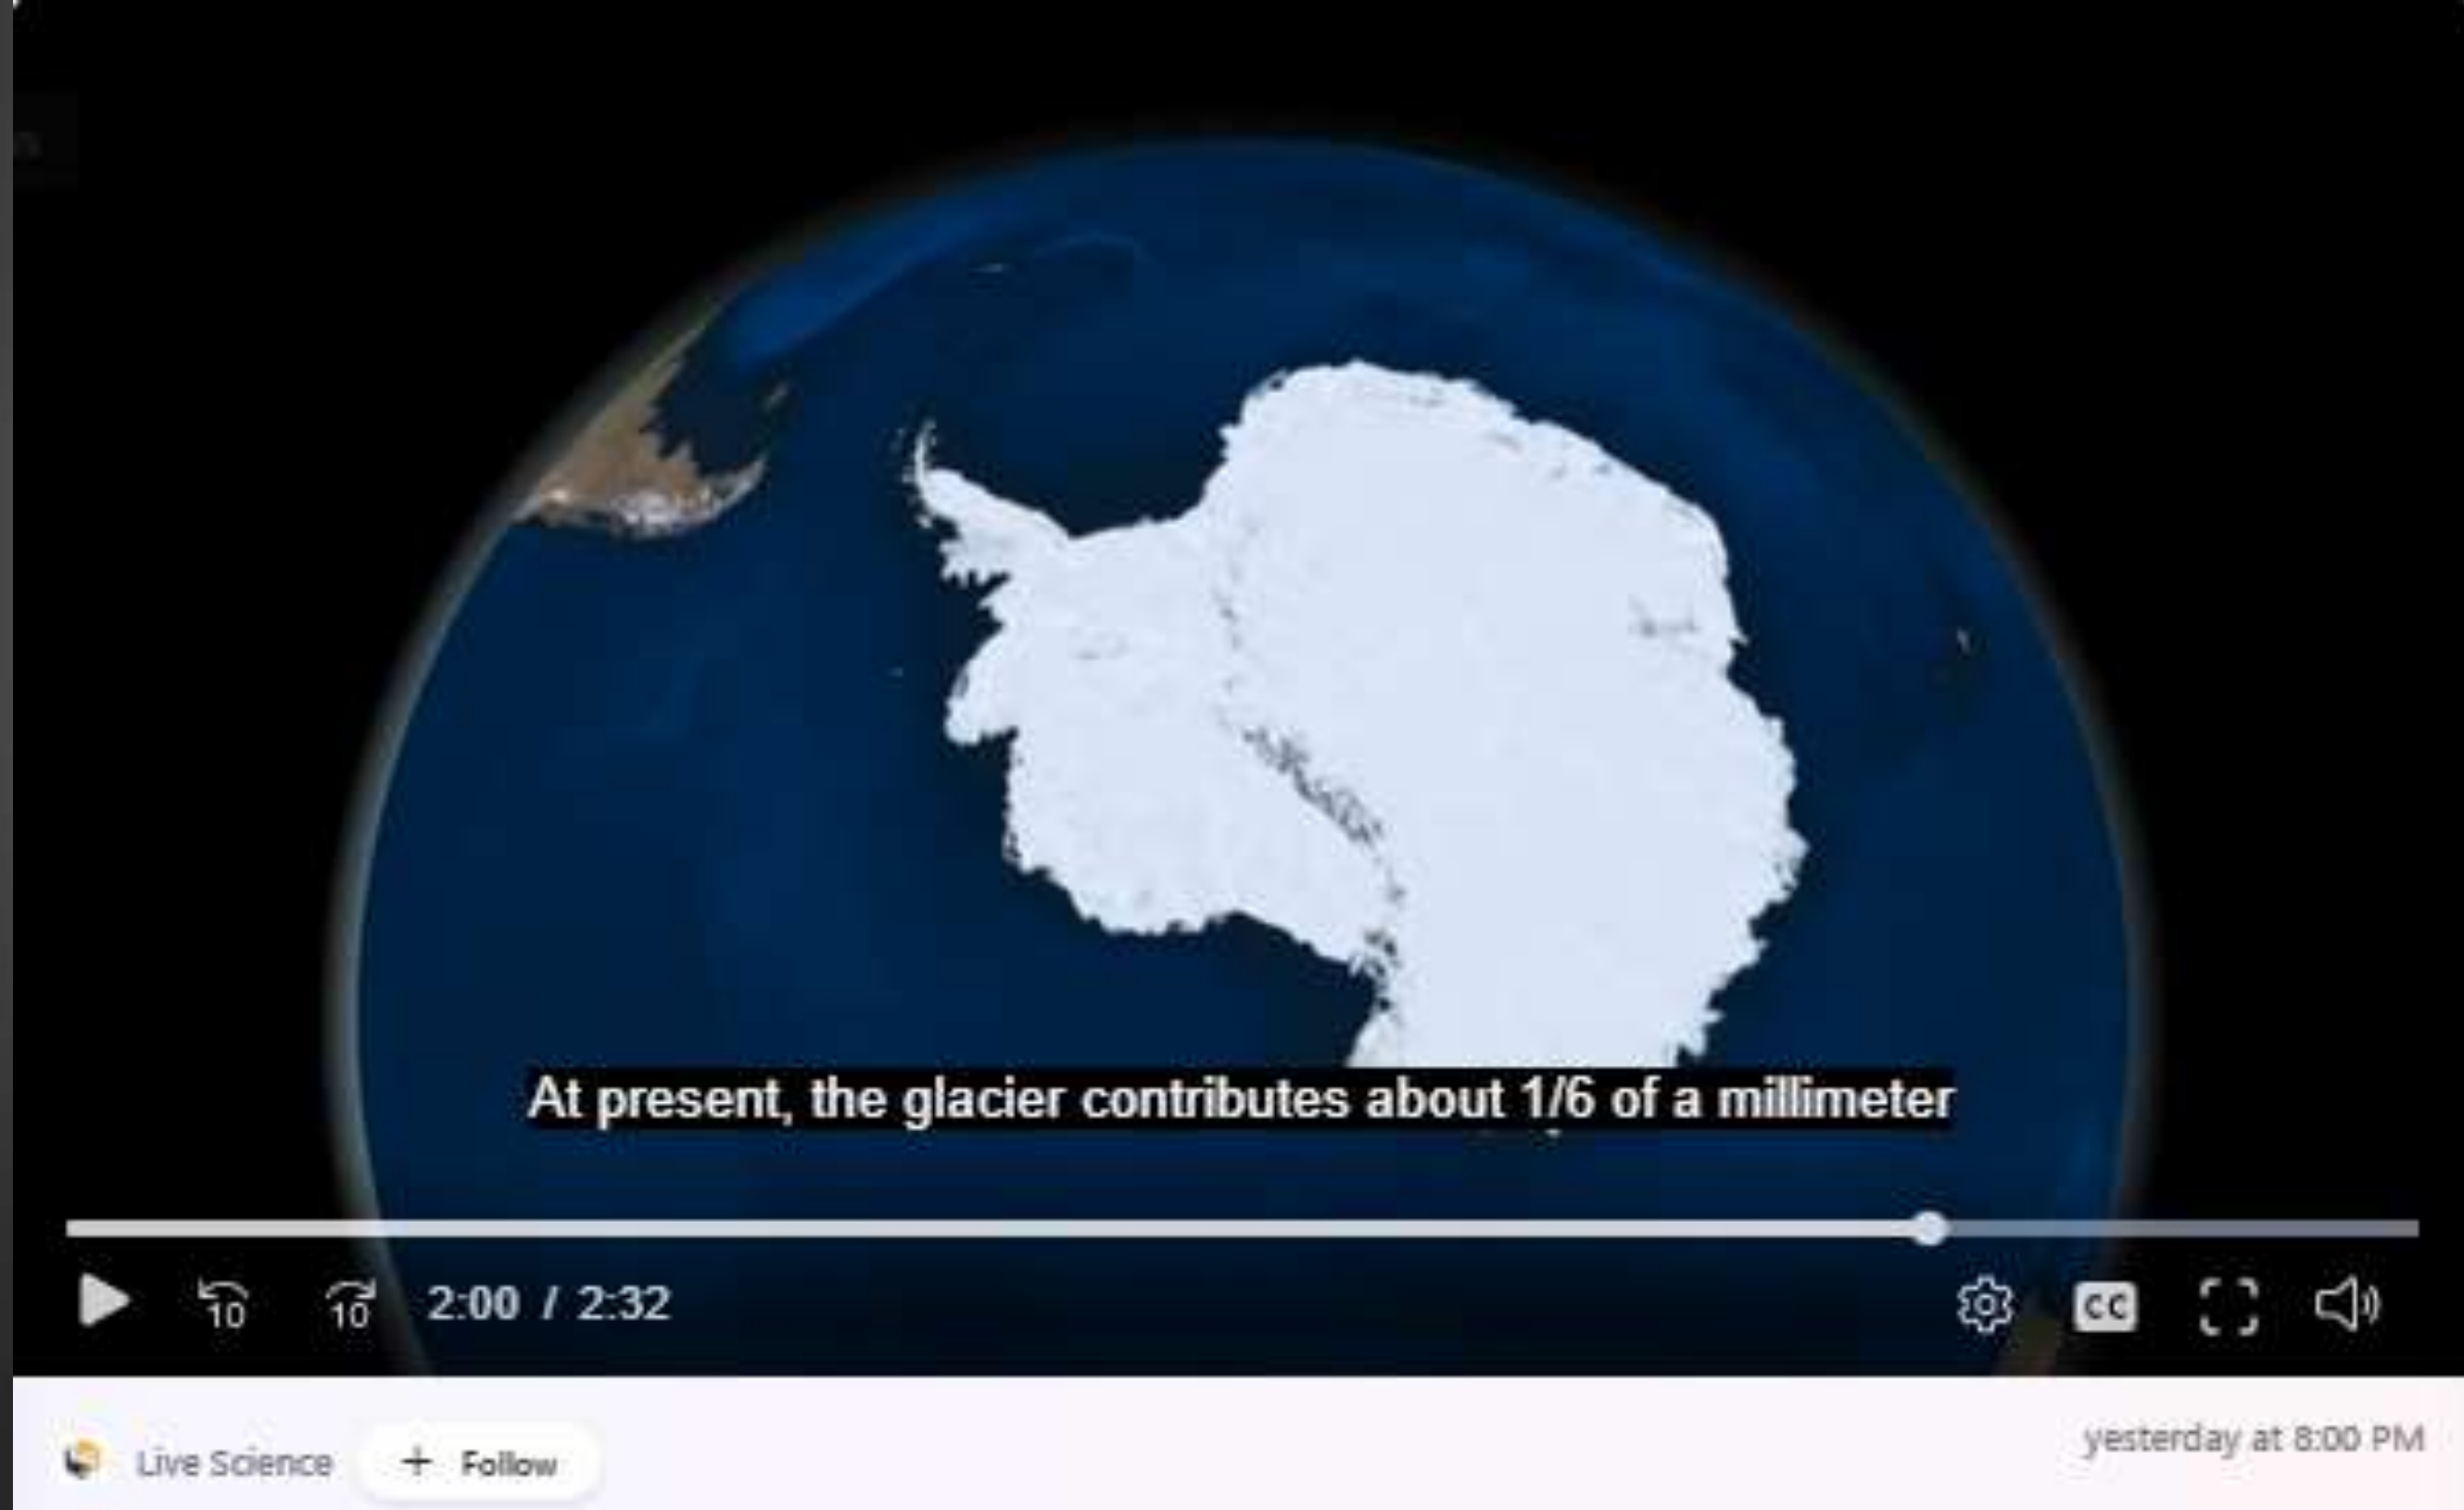 At present, the glacier contributes about 1/6 of a millimeter
10 10 2:00 / 2:32 CC
Live Science + Follow
yesterday at 8:00 PM